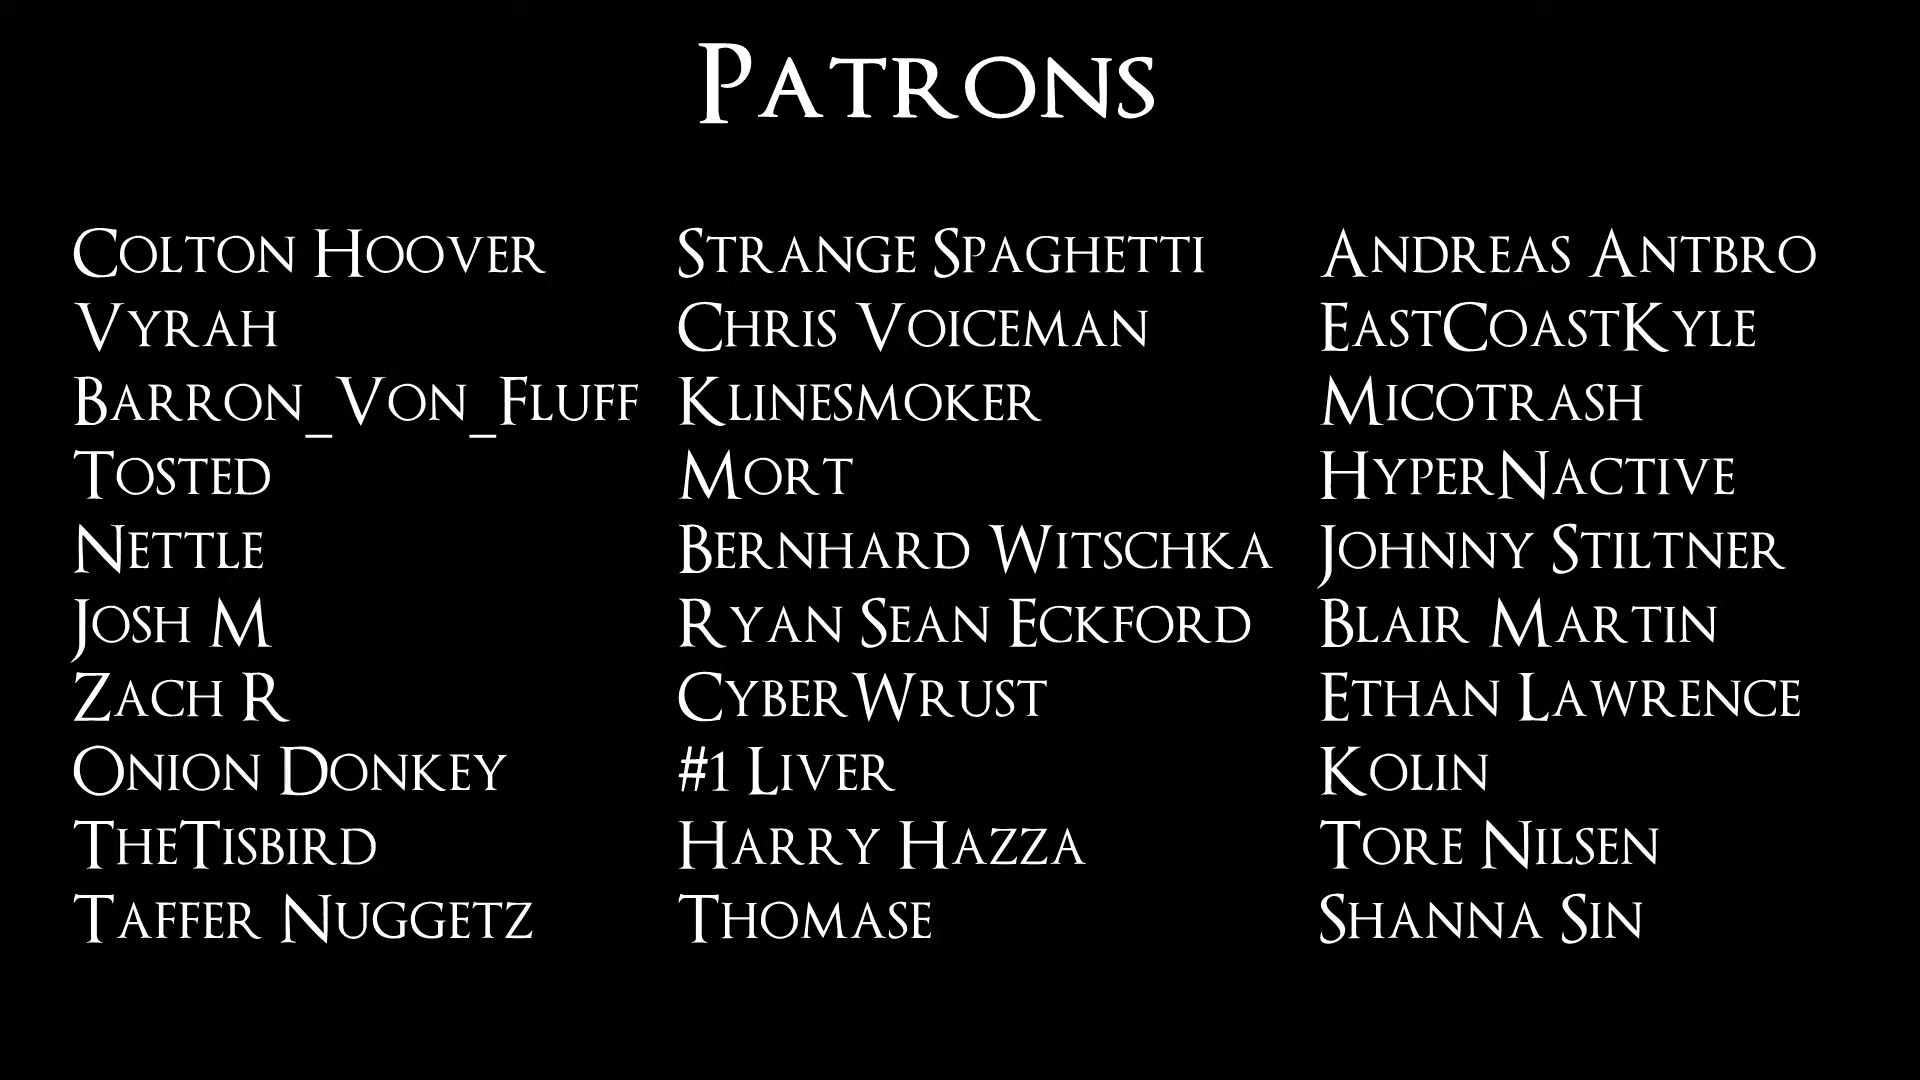 Patrons
Colton Hoover
Vyrah
Barron_Von_Fluff
Tosted
Nettle
Josh M
Zach R
Onion Donkey
TheTisbird
Taffer Nuggetz
Strange Spaghetti
Chris Voiceman
Klinesmoker
Mort
Bernhard Witschka
Ryan Sean Eckford
CyberWrust
#1 Liver
Harry Hazza
Thomase
Andreas Antbro
EastCoastKyle
Micotrash
HyperNactive
Johnny Stiltner
Blair Martin
Ethan Lawrence
Kolin
Tore Nilsen
Shanna Sin